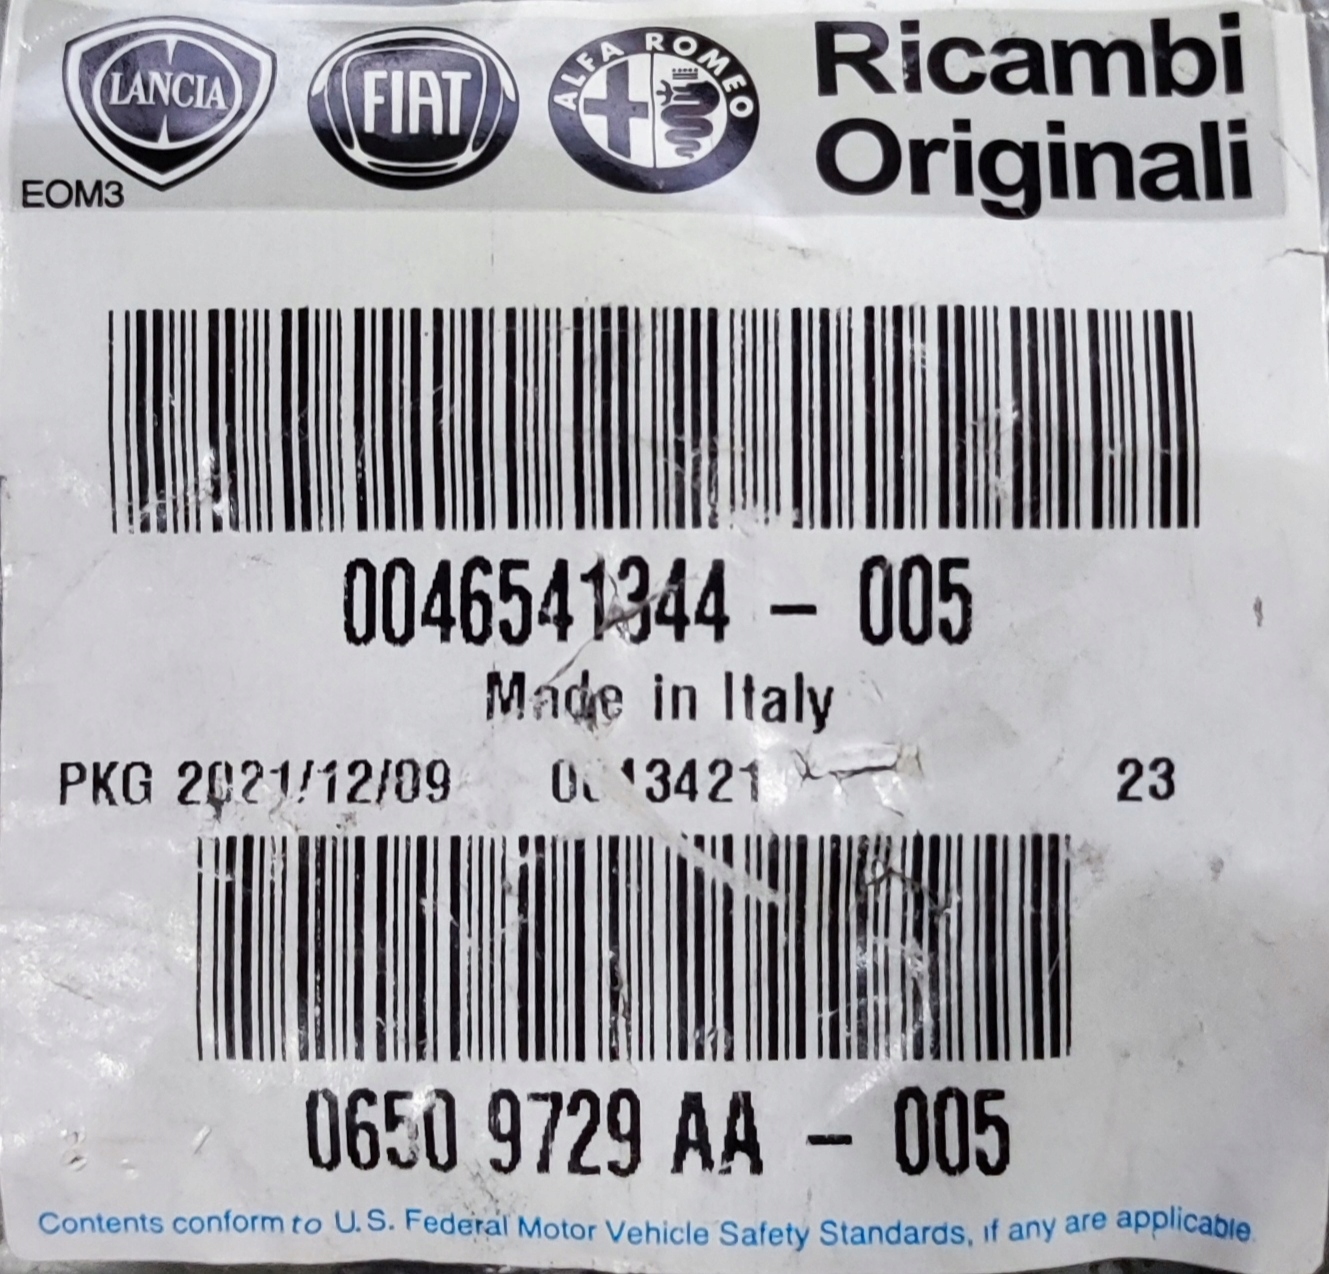 LANCIA
FIAT
ALFA ROMEO
Ricambi
Originali
EOM3
0046541344 - 005
Made in Italy
PKG 2021/12/09 23
0650 9729 AA - 005
Contents conform to U.S. Federal Motor Vehicle Safety Standards, if any are applicable